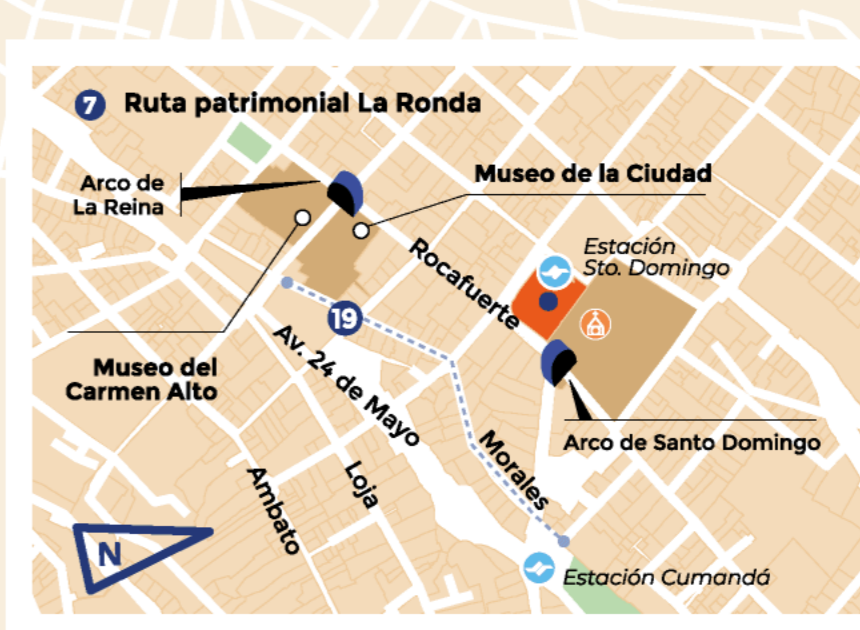 7 Ruta patrimonial La Ronda
Arco de
La Reina
Museo de la Ciudad
Estación
Sto. Domingo
Rocafuerte
19
Av. 24 de Mayo
Museo del
Carmen Alto
Arco de Santo Domingo
Morales
Loja
Ambato
N
Estación Cumandá